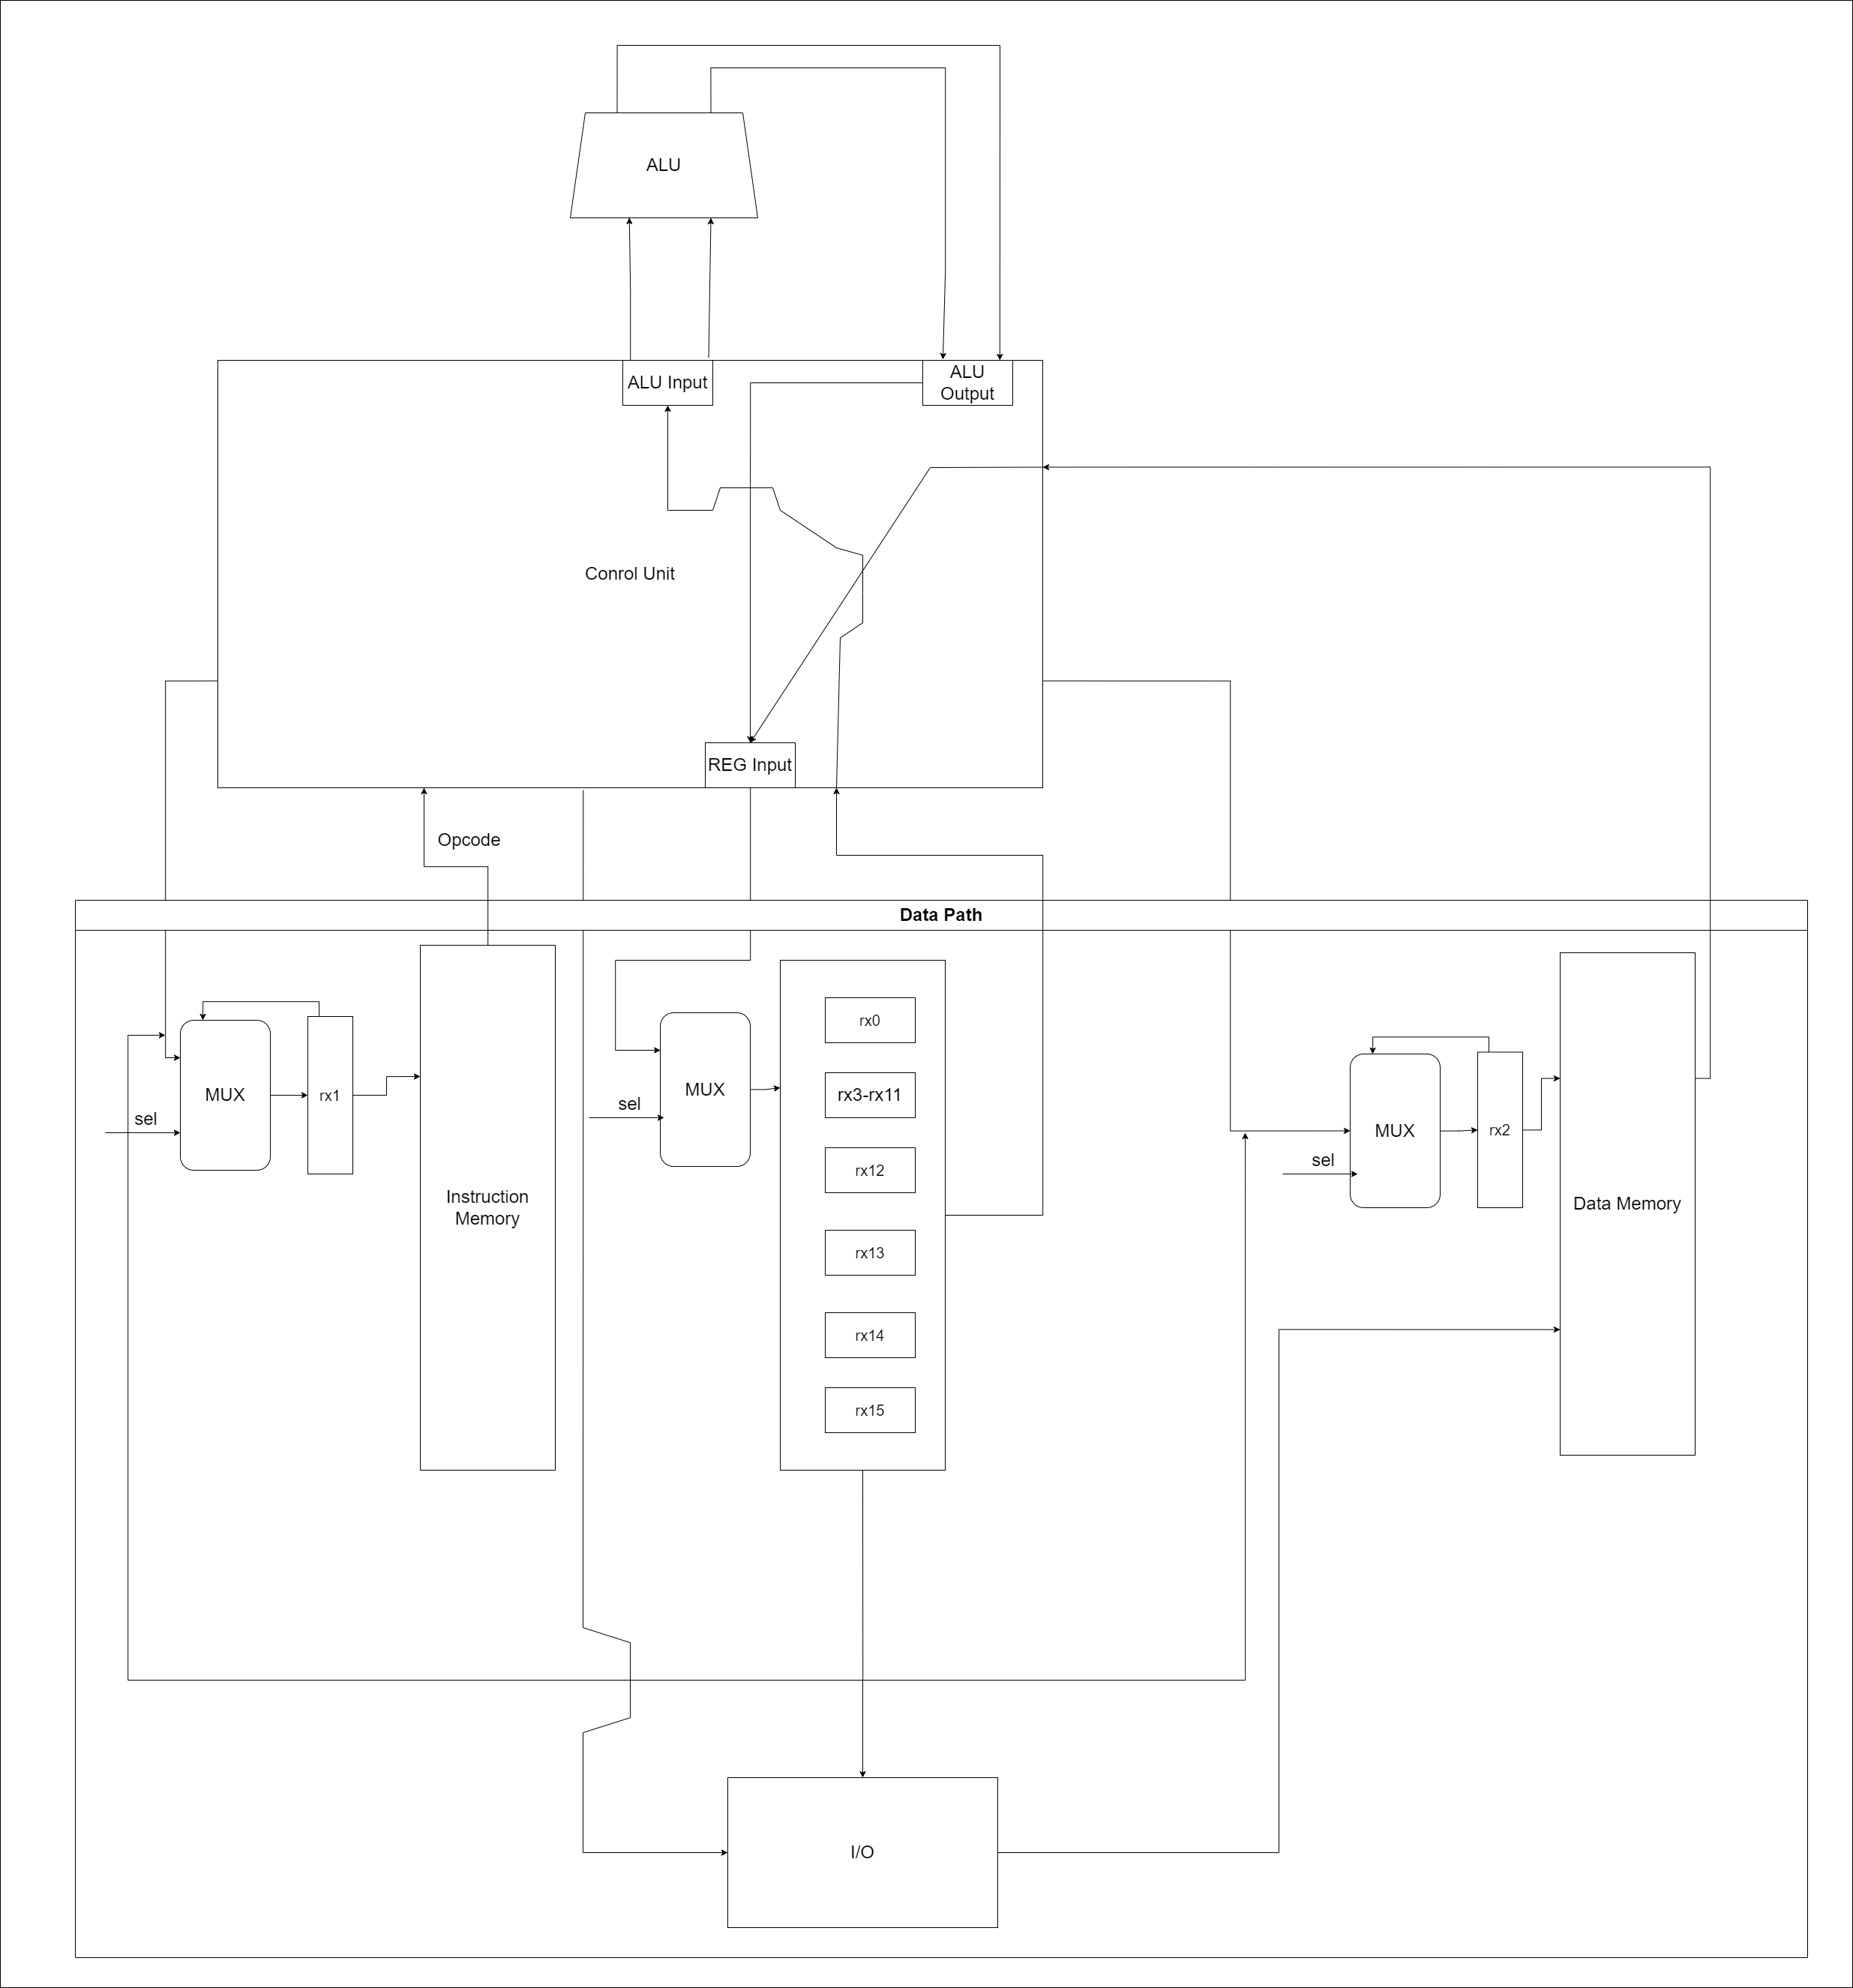 ALU
ALU Input
ALU
Output
Conrol Unit
REG Input
Opcode
Data Path
MUX
rx1
sel
Instruction
Memory
MUX
sel
rx0
rx3-rx11
rx12
rx13
rx14
rx15
MUX
sel
rx2
Data Memory
I/O